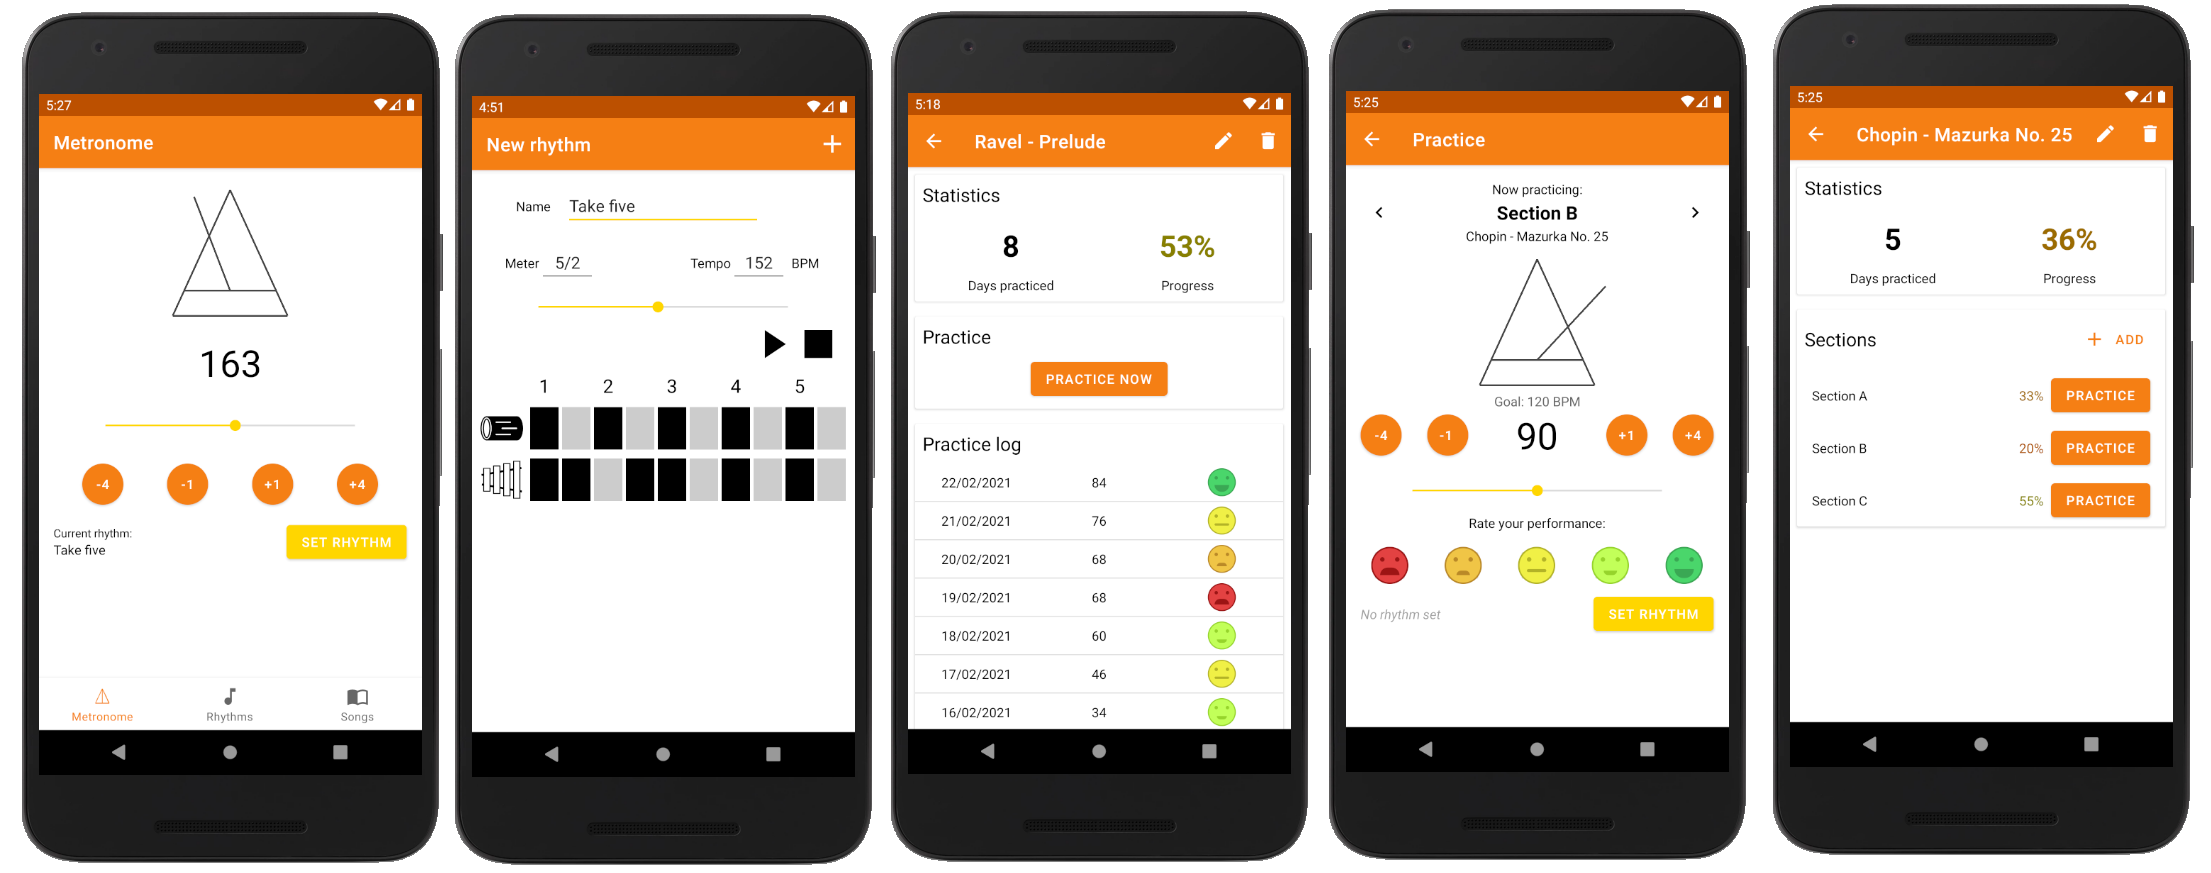 5:27
Metronome
163
-4 -1 +1 +4
Current rhythm:
Take five
SET RHYTHM
Metronome Rhythms Songs
4:51
New rhythm
Name Take five
Meter 5/2 Tempo 152 BPM
1 2 3 4 5
5:18
Ravel - Prelude
Statistics
8 53%
Days practiced Progress
Practice
PRACTICE NOW
Practice log
22/02/2021 84
21/02/2021 76
20/02/2021 68
19/02/2021 68
18/02/2021 60
17/02/2021 46
16/02/2021 34
5:25
Practice
Now practicing:
Section B
Chopin - Mazurka No. 25
Goal: 120 BPM
-4 -1 90 +1 +4
Rate your performance:
No rhythm set SET RHYTHM
5:25
Chopin - Mazurka No. 25
Statistics
5 36%
Days practiced Progress
Sections + ADD
Section A 33% PRACTICE
Section B 20% PRACTICE
Section C 55% PRACTICE